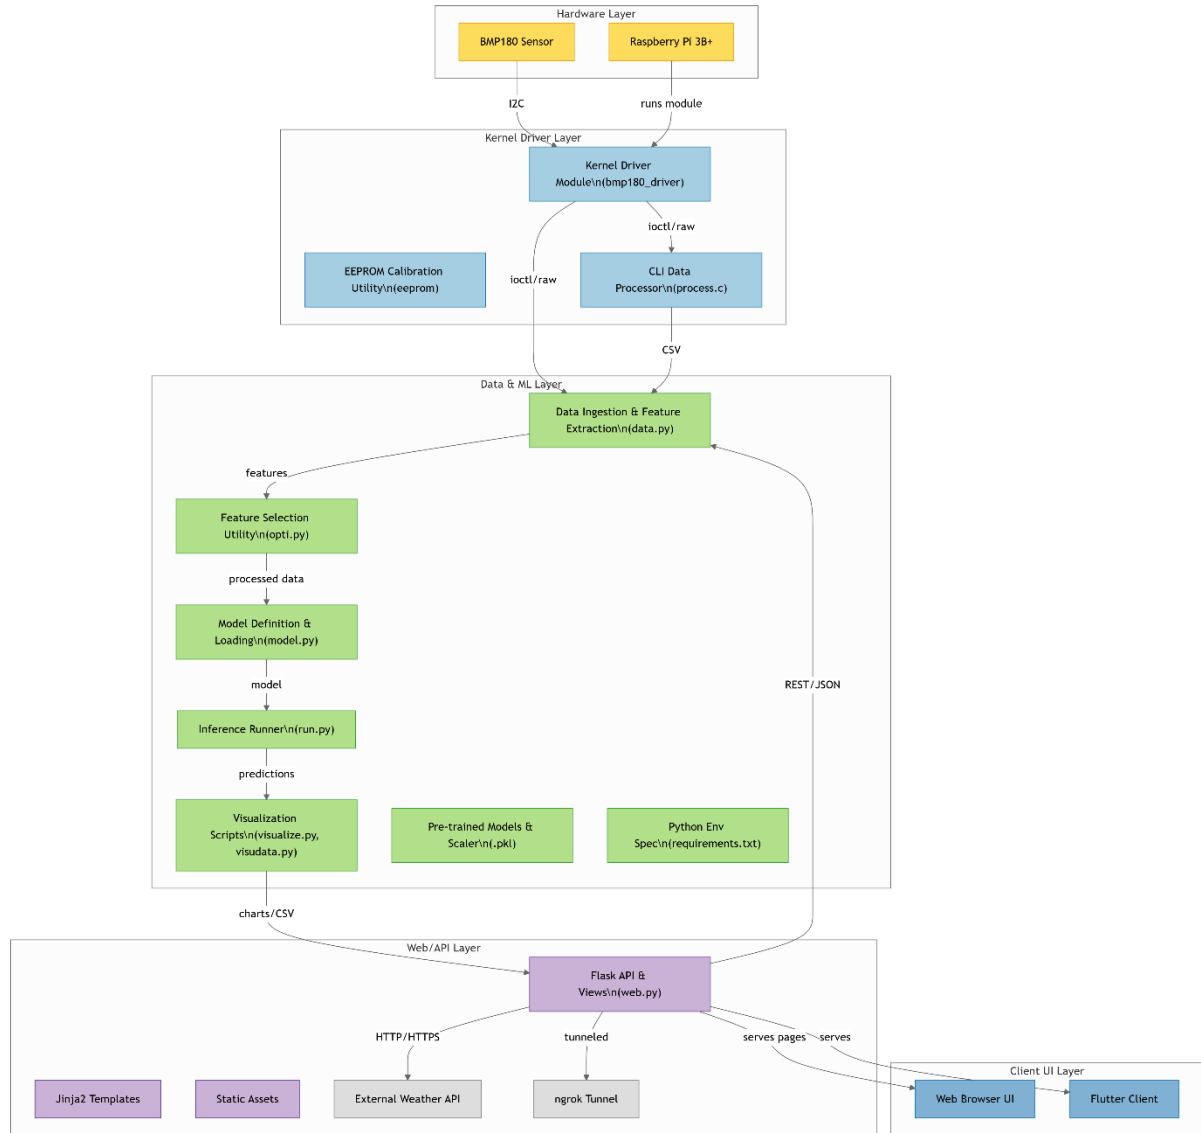 Hardware Layer
BMP180 Sensor
Raspberry Pi 3B+
I2C
runs module
Kernel Driver Layer
Kernel Driver
Module\n(bmp180_driver)
ioctl/raw
ioctl/raw
EEPROM Calibration
Utility\n(eeprom)
CLI Data
Processor\n(process.c)
CSV
Data & ML Layer
Data Ingestion & Feature
Extraction\n(data.py)
features
Feature Selection
Utility\n(opti.py)
processed data
Model Definition &
Loading\n(model.py)
model
REST/JSON
Inference Runner\n(run.py)
predictions
Visualization
Scripts\n(visualize.py,
visudata.py)
Pre-trained Models &
Scaler\n(.pkl)
Python Env
Spec\n(requirements.txt)
charts/CSV
Web/API Layer
Flask API &
Views\n(web.py)
HTTP/HTTPS
tunneled
serves pages
serves
Client UI Layer
Jinja2 Templates
Static Assets
External Weather API
ngrok Tunnel
Web Browser UI
Flutter Client